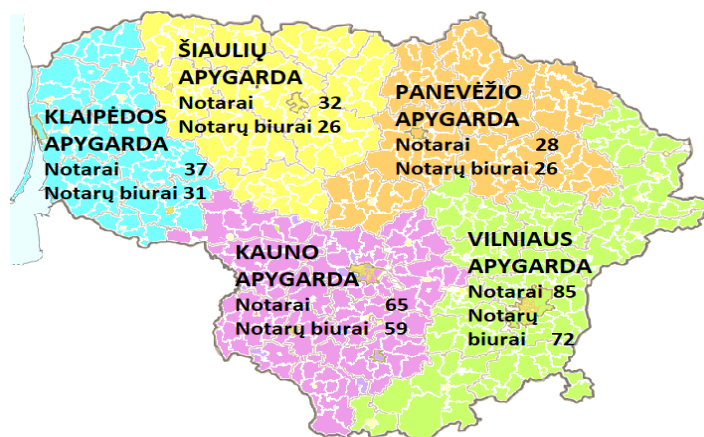 ŠIAULIŲ
APYGARDA
Notarai 32
Notarų biurai 26
PANEVĖŽIO
APYGARDA
Notarai 28
Notarų biurai 26
KLAIPĖDOS
APYGARDA
Notarai 37
Notarų biurai 31
KAUNO
APYGARDA
Notarai 65
Notarų biurai 59
VILNIAUS
APYGARDA
Notarai 85
Notarų
biurai 72